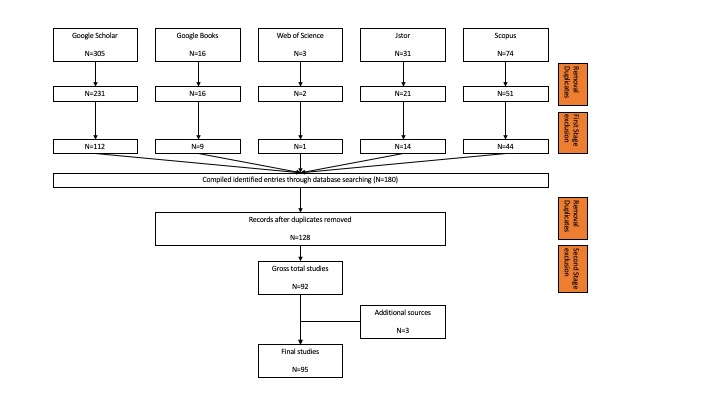 Google Scholar
N=305
Google Books
N=16
Web of Science
N=3
Jstor
N=31
Scopus
N=74
Removal
Duplicates
N=231
N=16
N=2
N=21
N=51
First Stage
exclusion
N=112
N=9
N=1
N=14
N=44
Compiled identified entries through database searching (N=180)
Removal
Duplicates
Records after duplicates removed
N=128
Second Stage
exclusion
Gross total studies
N=92
Additional sources
N=3
Final studies
N=95